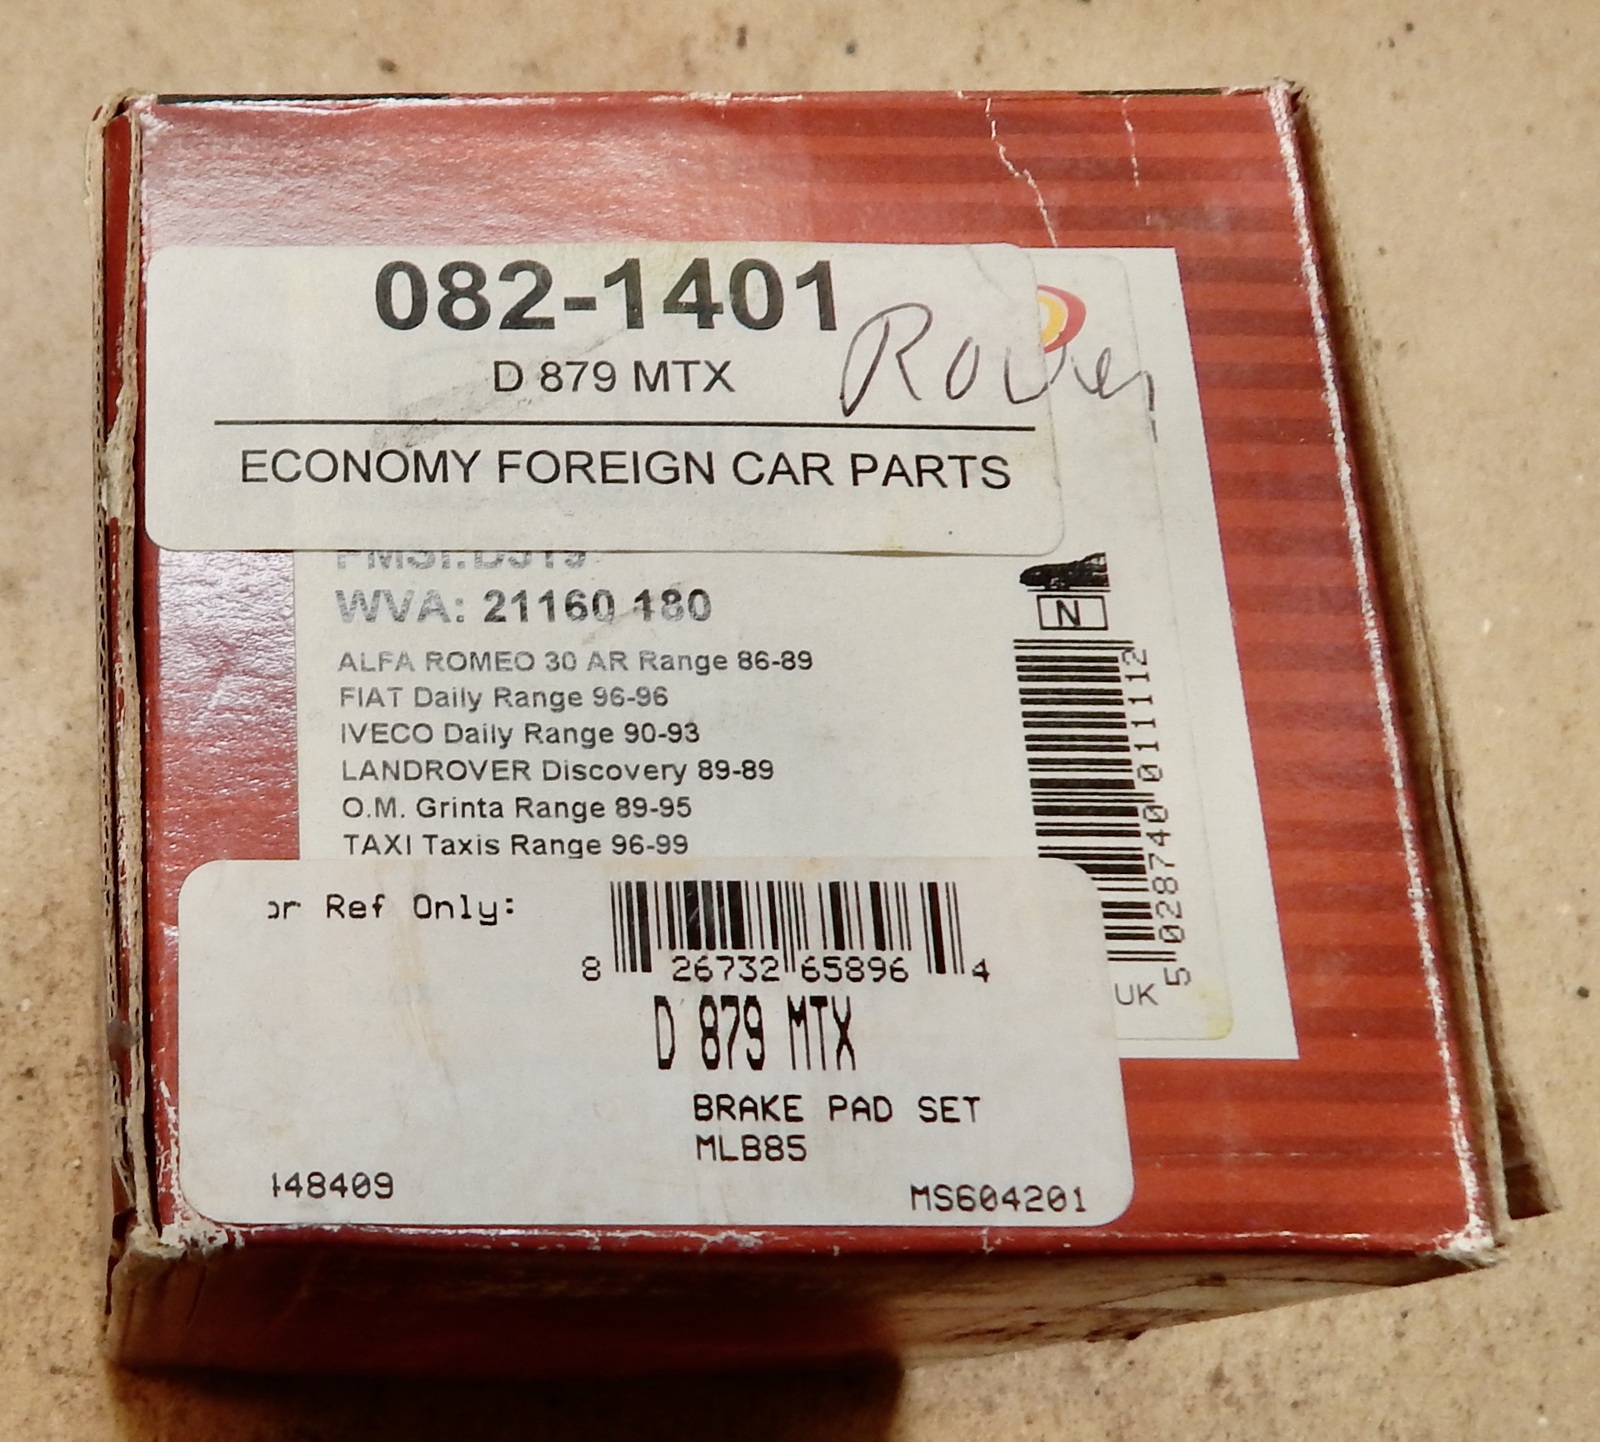 082-1401
D 879 MTX
Rover
ECONOMY FOREIGN CAR PARTS
WVA: 21160 180
N
ALFA ROMEO 30 AR Range 86-89
FIAT Daily Range 96-96
IVECO Daily Range 90-93
LANDROVER Discovery 89-89
O.M. Grinta Range 89-95
TAXI Taxis Range 96-99
5028740011112
UK
or Ref Only:
8 26732 65896 4
D 879 MTX
BRAKE PAD SET
MLB85
148409
MS604201